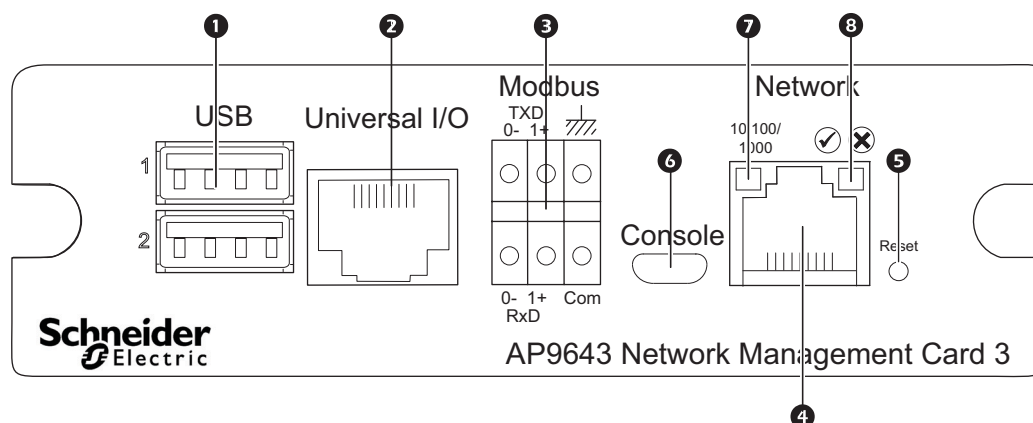 1 2 3 7 8
USB
Universal I/O
Modbus
TXD
0- 1+
Network
10/100/
1000
1
2
6
5
Console
Reset
0- 1+ Com
RxD
Schneider
Electric
AP9643 Network Management Card 3
4